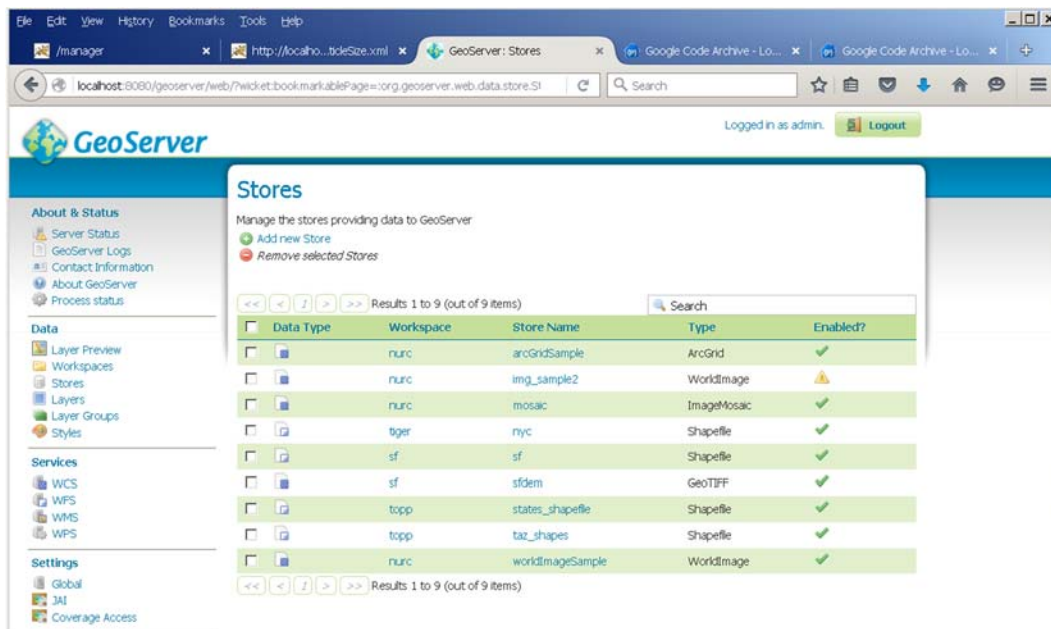 File Edit View History Bookmarks Tools Help
/manager
http://localho...ticleSize.xml
GeoServer: Stores
Google Code Archive - Lo...
Google Code Archive - Lo...
localhost:8080/geoserver/web/?wicket:bookmarkablePage=:org.geoserver.web.data.store.St
Search
GeoServer
Logged in as admin.
Logout
Stores
Manage the stores providing data to GeoServer
Add new Store
Remove selected Stores
About & Status
Server Status
GeoServer Logs
Contact Information
About GeoServer
Process status
Data
Layer Preview
Workspaces
Stores
Layers
Layer Groups
Styles
Services
WCS
WFS
WMS
WPS
Settings
Global
JAI
Coverage Access
<< < 1 > >> Results 1 to 9 (out of 9 items)
Search
Data Type Workspace Store Name Type Enabled?
nurc arcGridSample ArcGrid
nurc img_sample2 WorldImage
nurc mosaic ImageMosaic
tiger nyc Shapefile
sf sf Shapefile
sf sfdem GeoTIFF
topp states_shapefile Shapefile
topp taz_shapes Shapefile
nurc worldImageSample WorldImage
<< < 1 > >> Results 1 to 9 (out of 9 items)